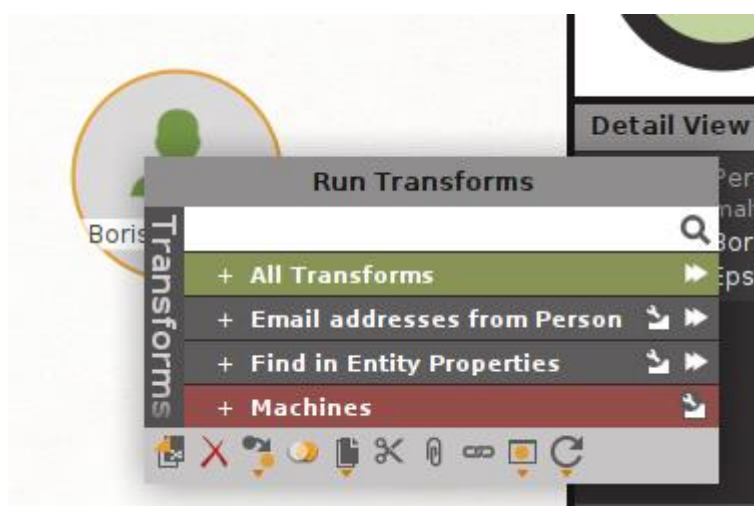 Detail View
Run Transforms
Transforms
Boris
+ All Transforms
+ Email addresses from Person
+ Find in Entity Properties
+ Machines